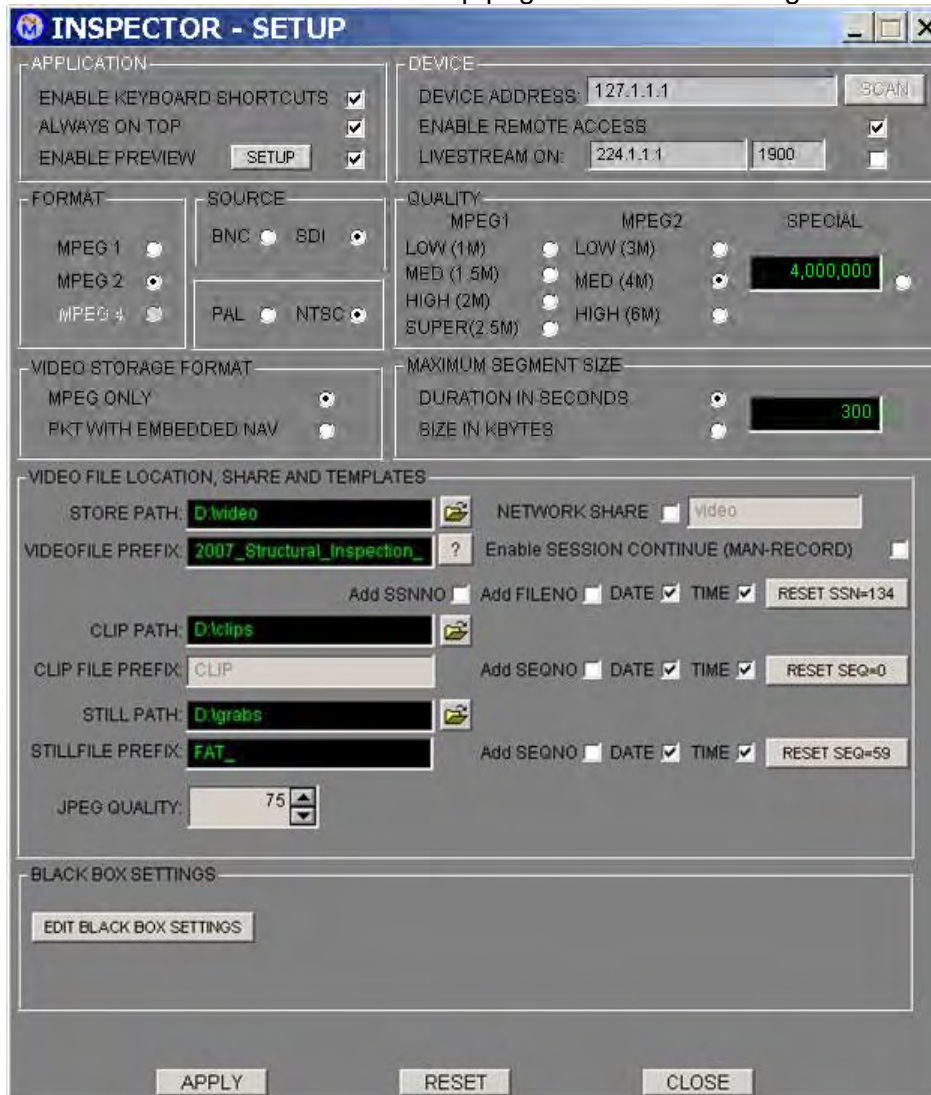 INSPECTOR - SETUP
APPLICATION
ENABLE KEYBOARD SHORTCUTS
ALWAYS ON TOP
ENABLE PREVIEW SETUP
DEVICE
DEVICE ADDRESS: 127.1.1.1 SCAN
ENABLE REMOTE ACCESS
LIVESTREAM ON: 224.1.1.1 1900
FORMAT
MPEG 1
MPEG 2
MPEG 4
SOURCE
BNC SDI
PAL NTSC
QUALITY
MPEG1 MPEG2 SPECIAL
LOW (1M) LOW (3M)
MED (1.5M) MED (4M) 4,000,000
HIGH (2M) HIGH (6M)
SUPER(2.5M)
VIDEO STORAGE FORMAT
MPEG ONLY
PKT WITH EMBEDDED NAV
MAXIMUM SEGMENT SIZE
DURATION IN SECONDS 300
SIZE IN KBYTES
VIDEO FILE LOCATION, SHARE AND TEMPLATES
STORE PATH: D:\video NETWORK SHARE video
VIDEOFILE PREFIX: 2007_Structural_Inspection_ ? Enable SESSION CONTINUE (MAN-RECORD)
Add SSNNO Add FILENO DATE TIME RESET SSN=134
CLIP PATH: D:\clips
CLIP FILE PREFIX: CLIP Add SEQNO DATE TIME RESET SEQ=0
STILL PATH: D:\grabs
STILLFILE PREFIX: FAT_ Add SEQNO DATE TIME RESET SEQ=59
JPEG QUALITY: 75
BLACK BOX SETTINGS
EDIT BLACK BOX SETTINGS
APPLY RESET CLOSE